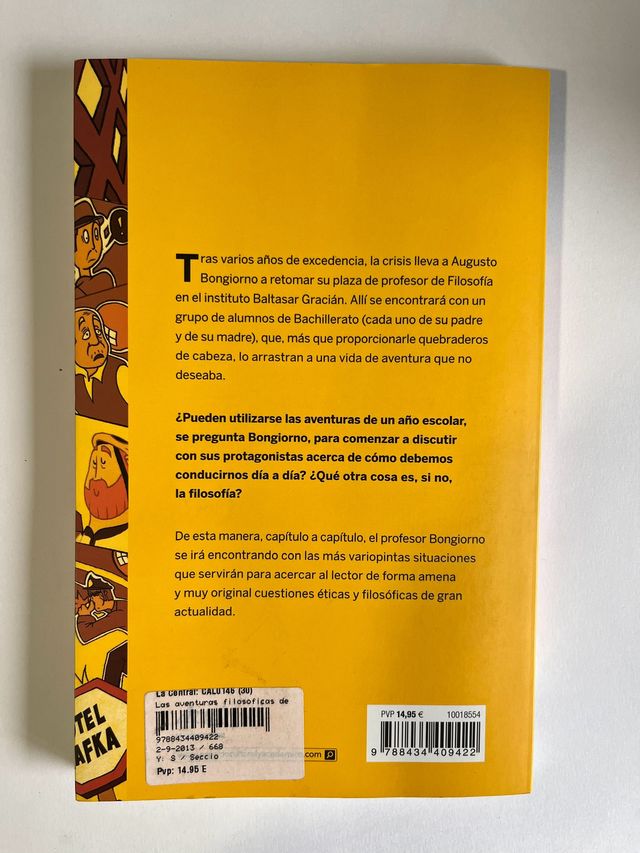 Tras varios años de excedencia, la crisis lleva a Augusto
Bongiorno a retomar su plaza de profesor de Filosofía
en el instituto Baltasar Gracián. Allí se encontrará con un
grupo de alumnos de Bachillerato (cada uno de su padre
y de su madre), que, más que proporcionarle quebraderos
de cabeza, lo arrastran a una vida de aventura que no
deseaba.
¿Pueden utilizarse las aventuras de un año escolar,
se pregunta Bongiorno, para comenzar a discutir
con sus protagonistas acerca de cómo debemos
conducirnos día a día? ¿Qué otra cosa es, si no,
la filosofía?
De esta manera, capítulo a capítulo, el profesor Bongiorno
se irá encontrando con las más variopintas situaciones
que servirán para acercar al lector de forma amena
y muy original cuestiones éticas y filosóficas de gran
actualidad.
TEL
AFKA
La Central: CALU146 (30)
Las aventuras filosoficas de
9788434409422
2-9-2013 / 668
Y: S / Seccio
Pvp: 14.95 E
.com
PVP 14,95 € 10018554
9 788434 409422